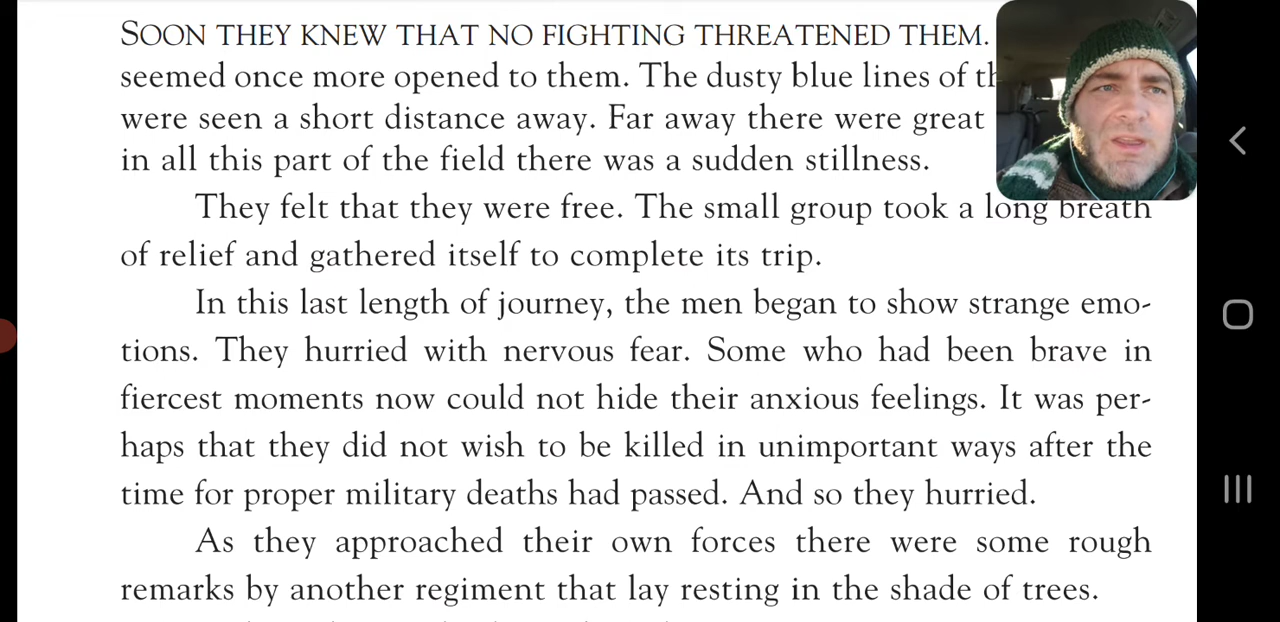 SOON THEY KNEW THAT NO FIGHTING THREATENED THEM.
seemed once more opened to them. The dusty blue lines of
were seen a short distance away. Far away there were great
in all this part of the field there was a sudden stillness.
They felt that they were free. The small group took a long breath
of relief and gathered itself to complete its trip.
In this last length of journey, the men began to show strange emo-
tions. They hurried with nervous fear. Some who had been brave in
fiercest moments now could not hide their anxious feelings. It was per-
haps that they did not wish to be killed in unimportant ways after the
time for proper military deaths had passed. And so they hurried.
As they approached their own forces there were some rough
remarks by another regiment that lay resting in the shade of trees.